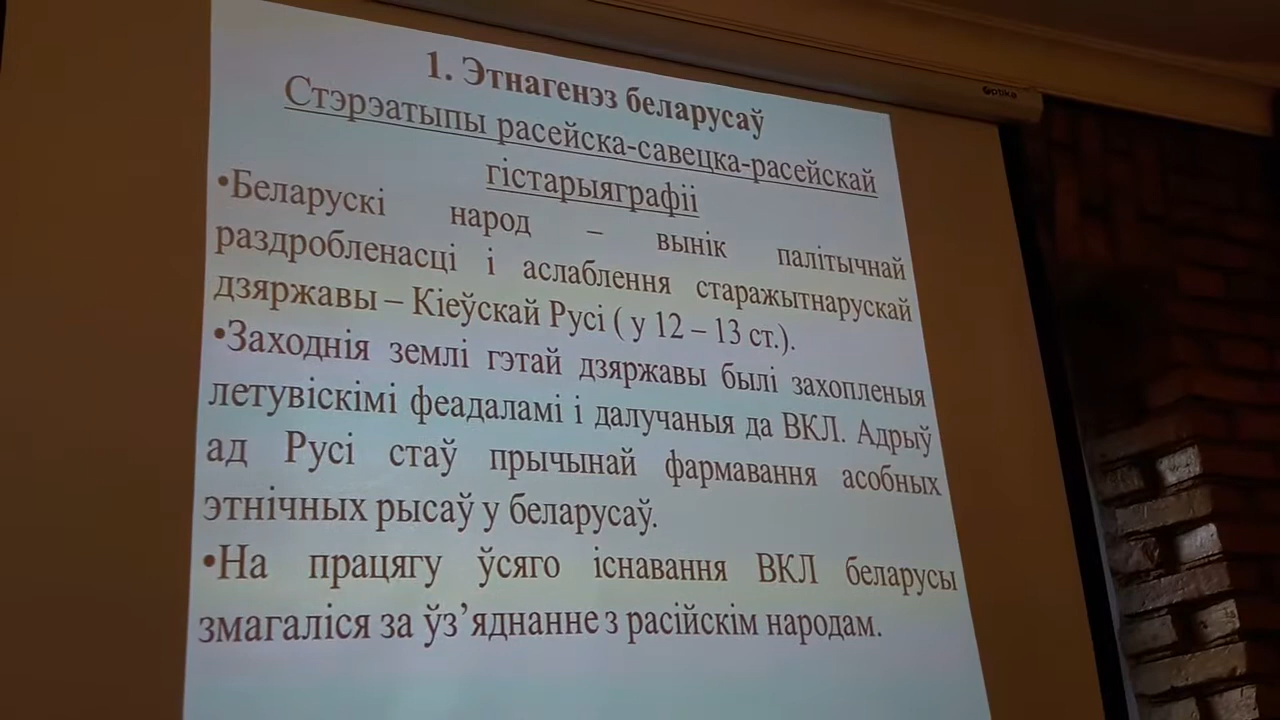 1. Этнагенэз беларусаў
Стэрэатыпы расейска-савецка-расейскай
гістарыяграфіі
•Беларускі народ – вынік палітычнай
раздробленасці і аслаблення старажытнарускай
дзяржавы – Кіеўскай Русі ( у 12 – 13 ст.).
•Заходнія землі гэтай дзяржавы былі захопленыя
летувіскімі феадаламі і далучаныя да ВКЛ. Адрыў
ад Русі стаў прычынай фармавання асобных
этнічных рысаў у беларусаў.
•На працягу ўсяго існавання ВКЛ беларусы
змагаліся за ўз’яднанне з расійскім народам.
Optika